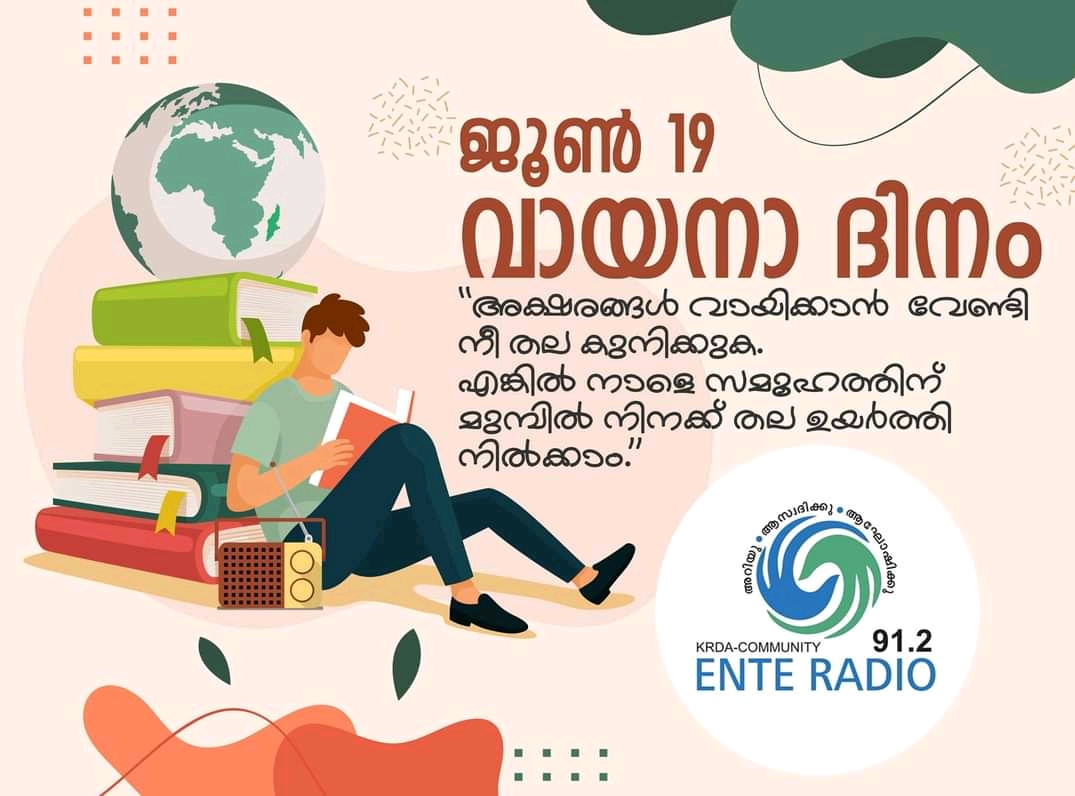 ജൂൺ 19
വായനാ ദിനം
"അക്ഷരങ്ങൾ വായിക്കാൻ വേണ്ടി
നീ തല കുനിക്കുക.
എങ്കിൽ നാളെ സമൂഹത്തിന്
മുമ്പിൽ നിനക്ക് തല ഉയർത്തി
നിൽക്കാം."
അറിയു • ആസ്വദിക്കു • ആഘോഷിക്കു
KRDA-COMMUNITY 91.2
ENTE RADIO